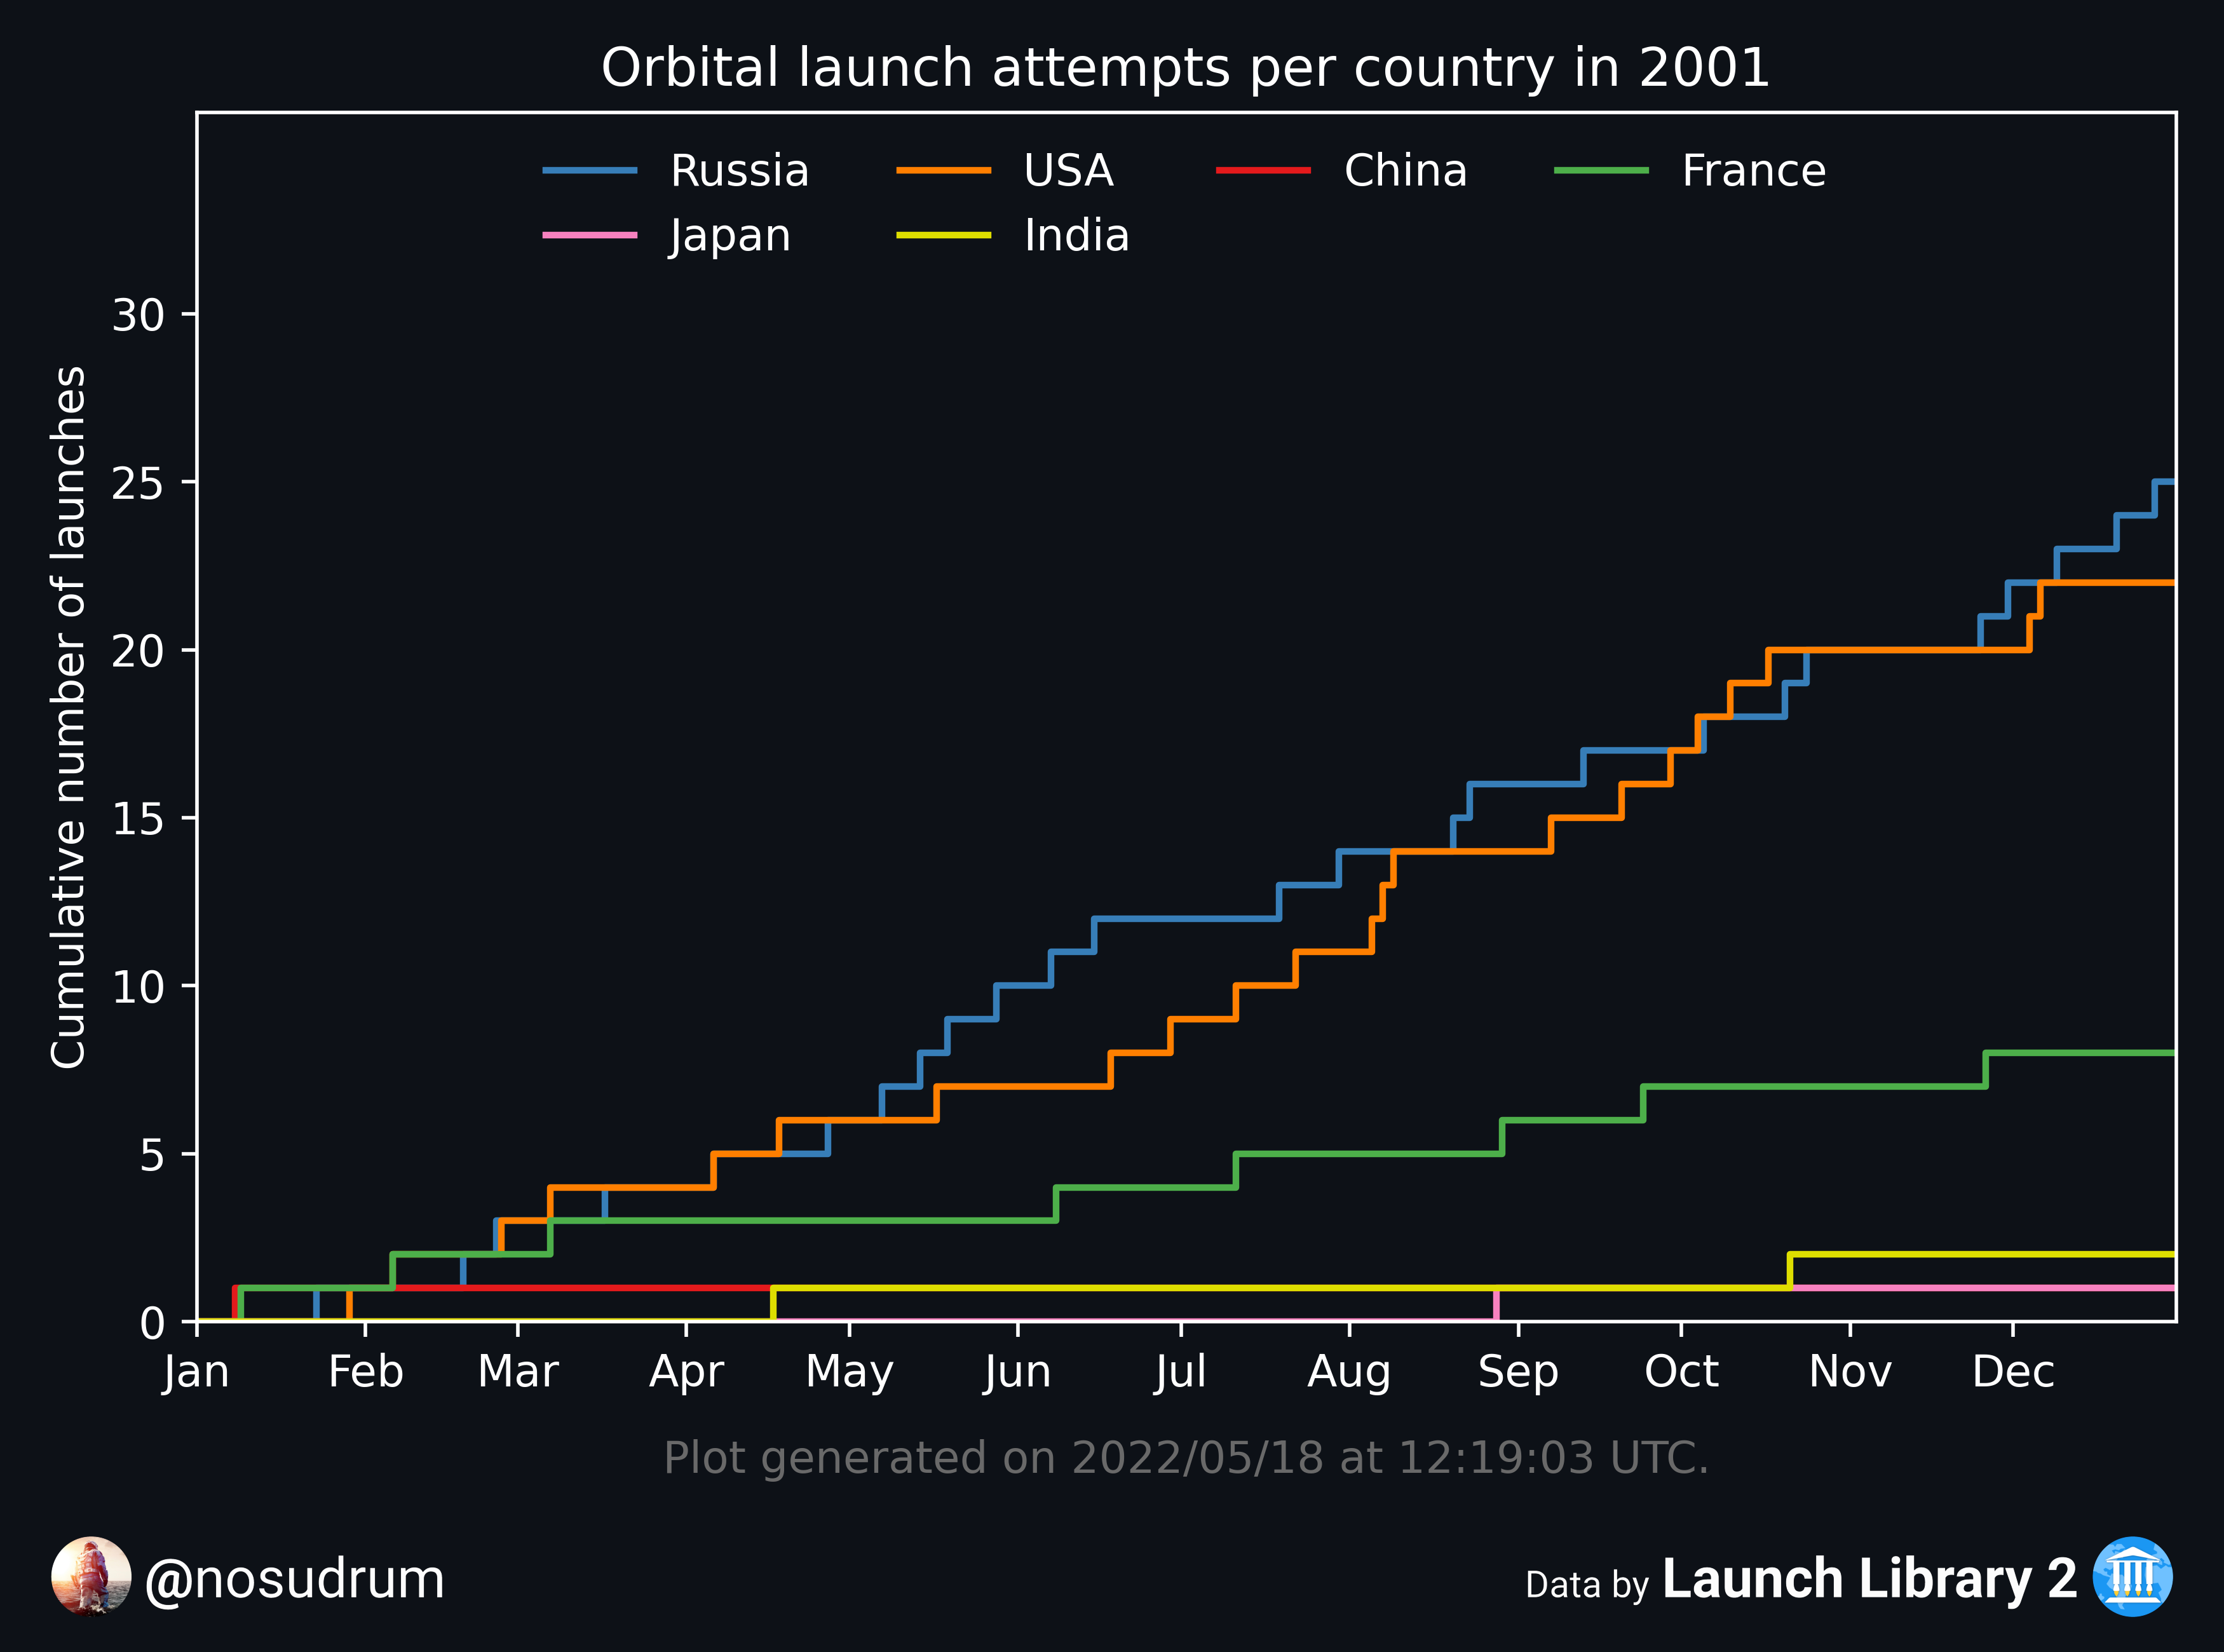 Orbital launch attempts per country in 2001
Russia USA China France
Japan India
Cumulative number of launches
30
25
20
15
10
5
0
Jan Feb Mar Apr May Jun Jul Aug Sep Oct Nov Dec
Plot generated on 2022/05/18 at 12:19:03 UTC.
@nosudrum
Data by Launch Library 2